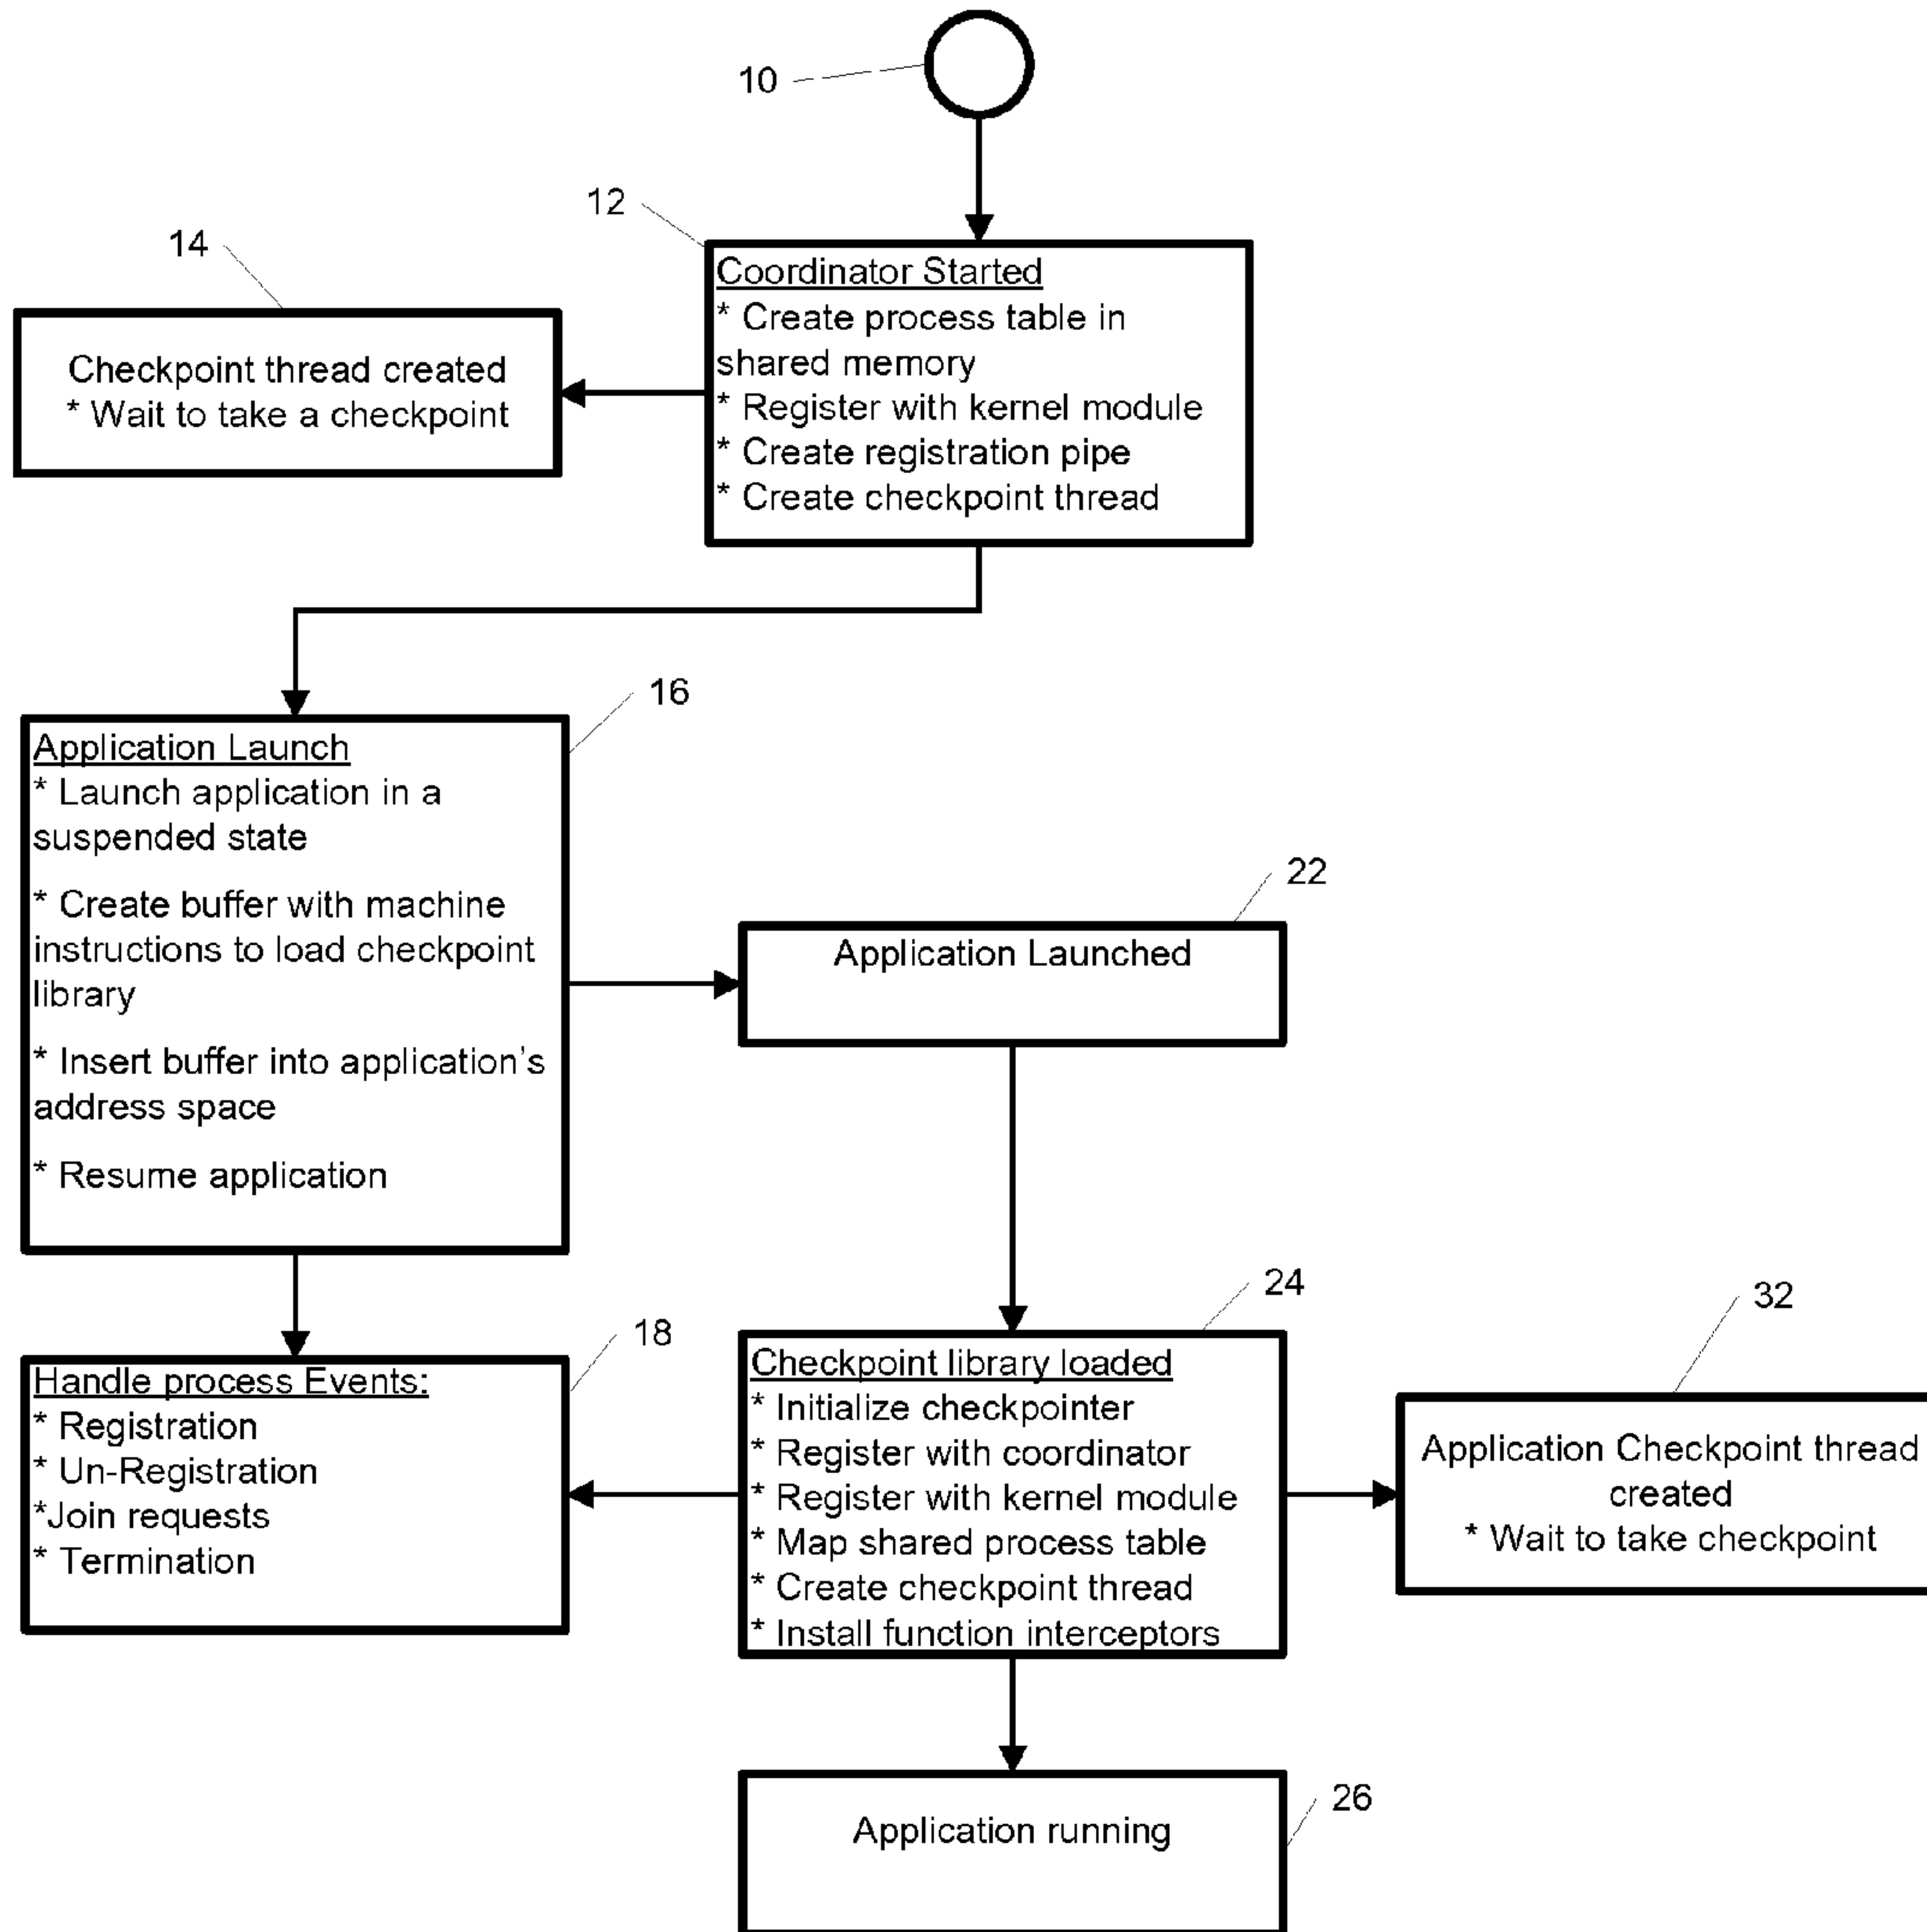 10
12
14
Coordinator Started
* Create process table in
shared memory
* Register with kernel module
* Create registration pipe
* Create checkpoint thread
Checkpoint thread created
* Wait to take a checkpoint
16
Application Launch
* Launch application in a
suspended state
* Create buffer with machine
instructions to load checkpoint
library
* Insert buffer into application's
address space
* Resume application
22
Application Launched
18
Handle process Events:
* Registration
* Un-Registration
*Join requests
* Termination
24
Checkpoint library loaded
* Initialize checkpointer
* Register with coordinator
* Register with kernel module
* Map shared process table
* Create checkpoint thread
* Install function interceptors
32
Application Checkpoint thread
created
* Wait to take checkpoint
26
Application running